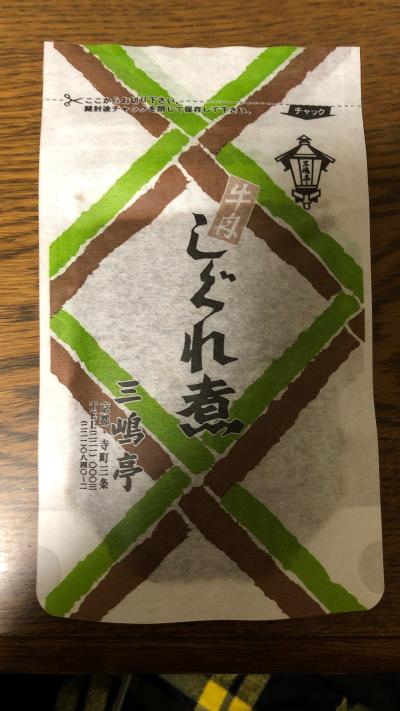 ここからお切り下さい。
開封後チャックを閉じて保存して下さい。
チャック
三嶋亭
牛肉
しぐれ煮
三嶋亭
京都・寺町三条